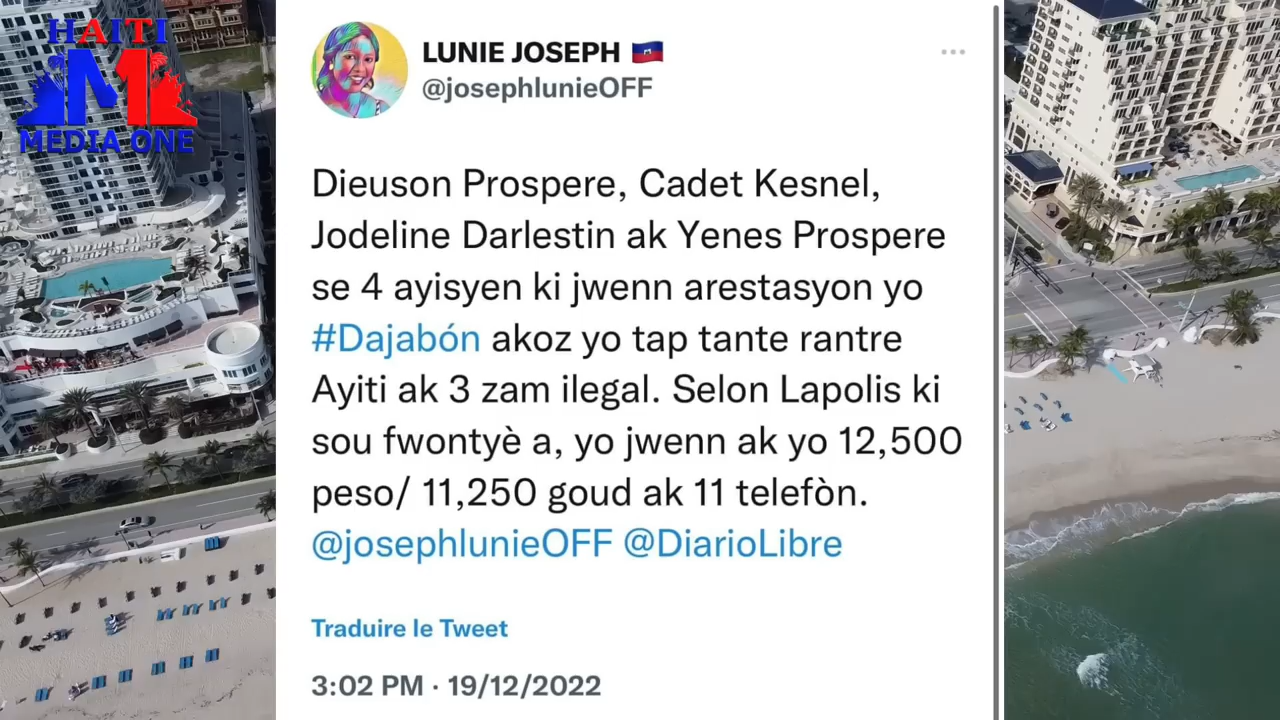 HAITI
M1
MEDIA ONE
LUNIE JOSEPH 🇭🇹
@josephlunieOFF
Dieuson Prospere, Cadet Kesnel,
Jodeline Darlestin ak Yenes Prospere
se 4 ayisyen ki jwenn arestasyon yo
#Dajabón akoz yo tap tante rantre
Ayiti ak 3 zam ilegal. Selon Lapolis ki
sou fwontyè a, yo jwenn ak yo 12,500
peso/ 11,250 goud ak 11 telefòn.
@josephlunieOFF @DiarioLibre
Traduire le Tweet
3:02 PM · 19/12/2022